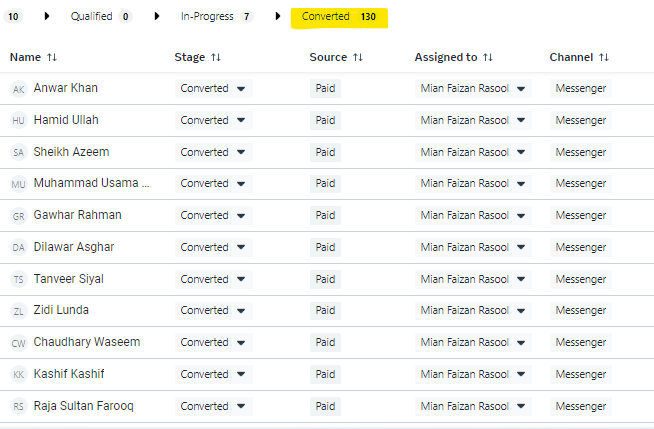 10 Qualified 0 In-Progress 7 Converted 130
Name Stage Source Assigned to Channel
AK Anwar Khan Converted Paid Mian Faizan Rasool Messenger
HU Hamid Ullah Converted Paid Mian Faizan Rasool Messenger
SA Sheikh Azeem Converted Paid Mian Faizan Rasool Messenger
MU Muhammad Usama ... Converted Paid Mian Faizan Rasool Messenger
GR Gawhar Rahman Converted Paid Mian Faizan Rasool Messenger
DA Dilawar Asghar Converted Paid Mian Faizan Rasool Messenger
TS Tanveer Siyal Converted Paid Mian Faizan Rasool Messenger
ZL Zidi Lunda Converted Paid Mian Faizan Rasool Messenger
CW Chaudhary Waseem Converted Paid Mian Faizan Rasool Messenger
KK Kashif Kashif Converted Paid Mian Faizan Rasool Messenger
RS Raja Sultan Farooq Converted Paid Mian Faizan Rasool Messenger